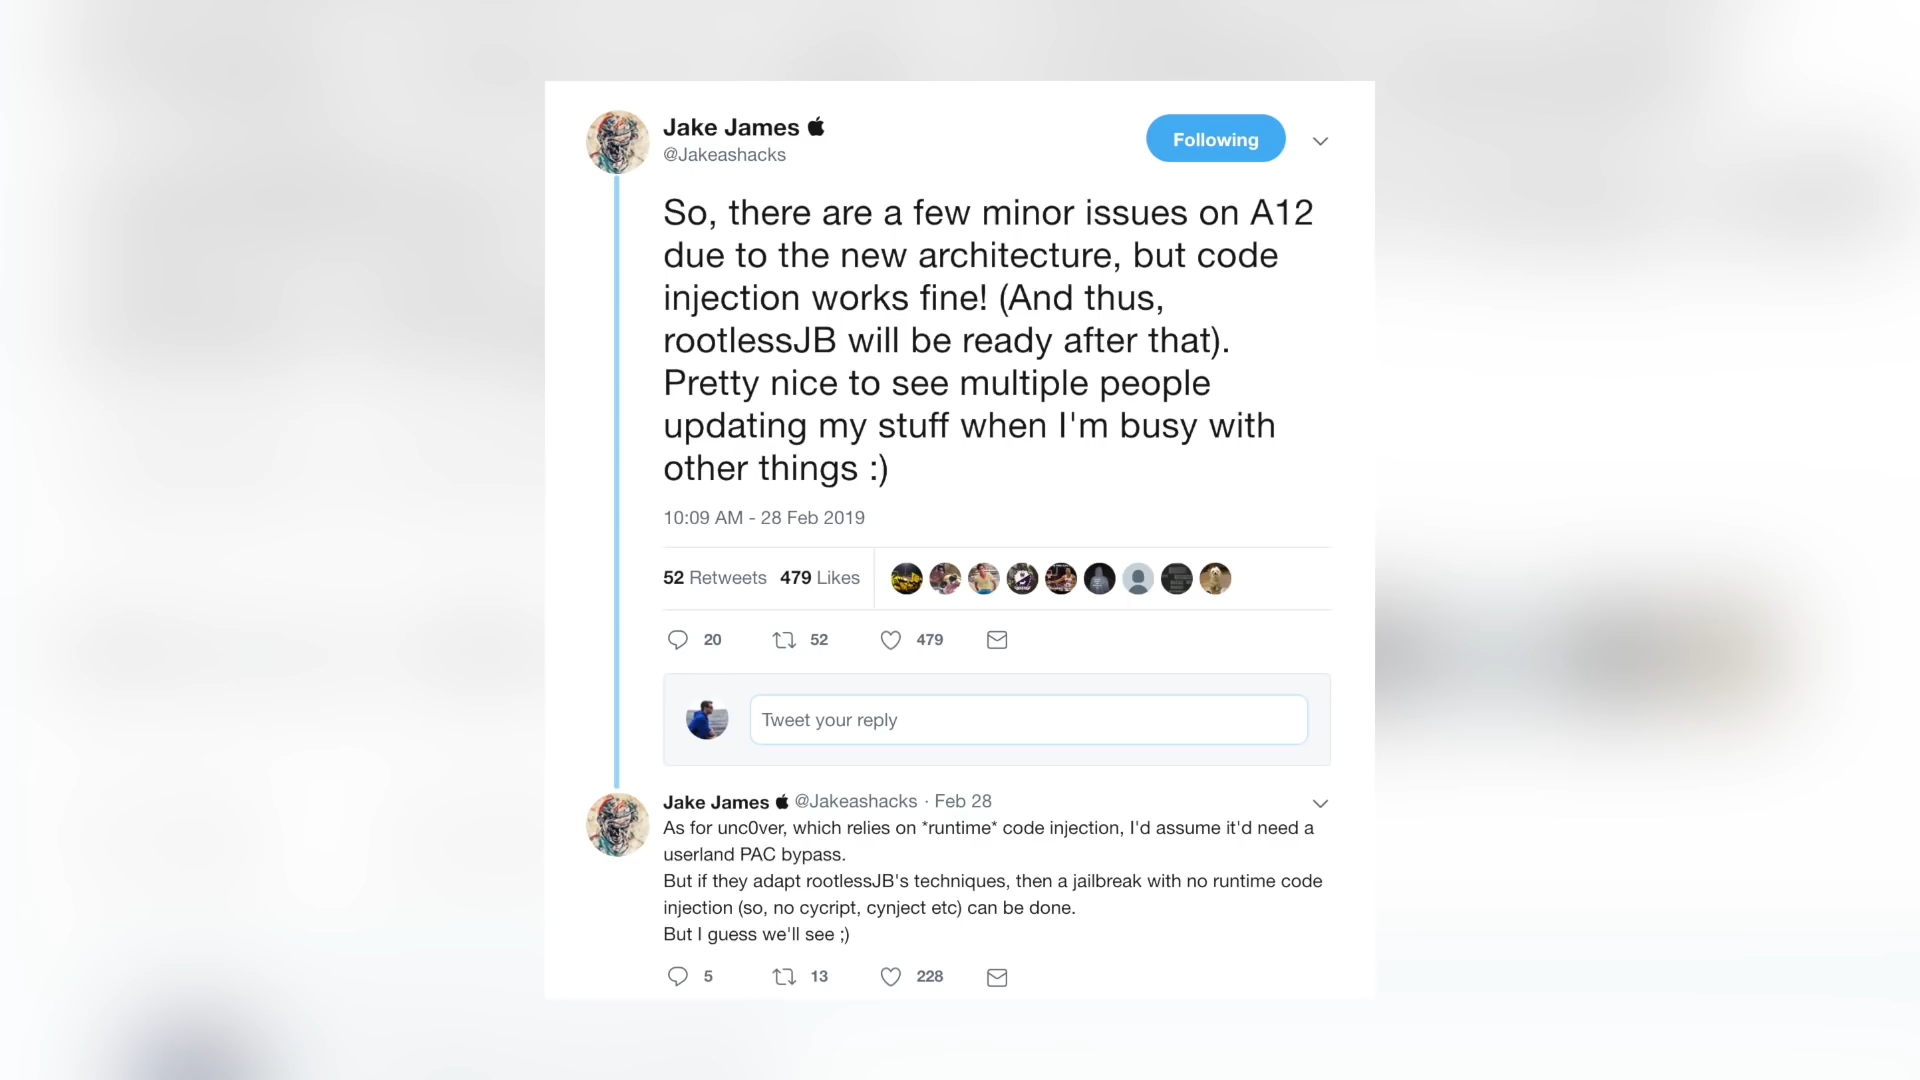 Jake James
@Jakeashacks
Following
So, there are a few minor issues on A12
due to the new architecture, but code
injection works fine! (And thus,
rootlessJB will be ready after that).
Pretty nice to see multiple people
updating my stuff when I'm busy with
other things :)
10:09 AM - 28 Feb 2019
52 Retweets 479 Likes
20 52 479
Tweet your reply
Jake James @Jakeashacks · Feb 28
As for unc0ver, which relies on *runtime* code injection, I'd assume it'd need a
userland PAC bypass.
But if they adapt rootlessJB's techniques, then a jailbreak with no runtime code
injection (so, no cycript, cynject etc) can be done.
But I guess we'll see ;)
5 13 228